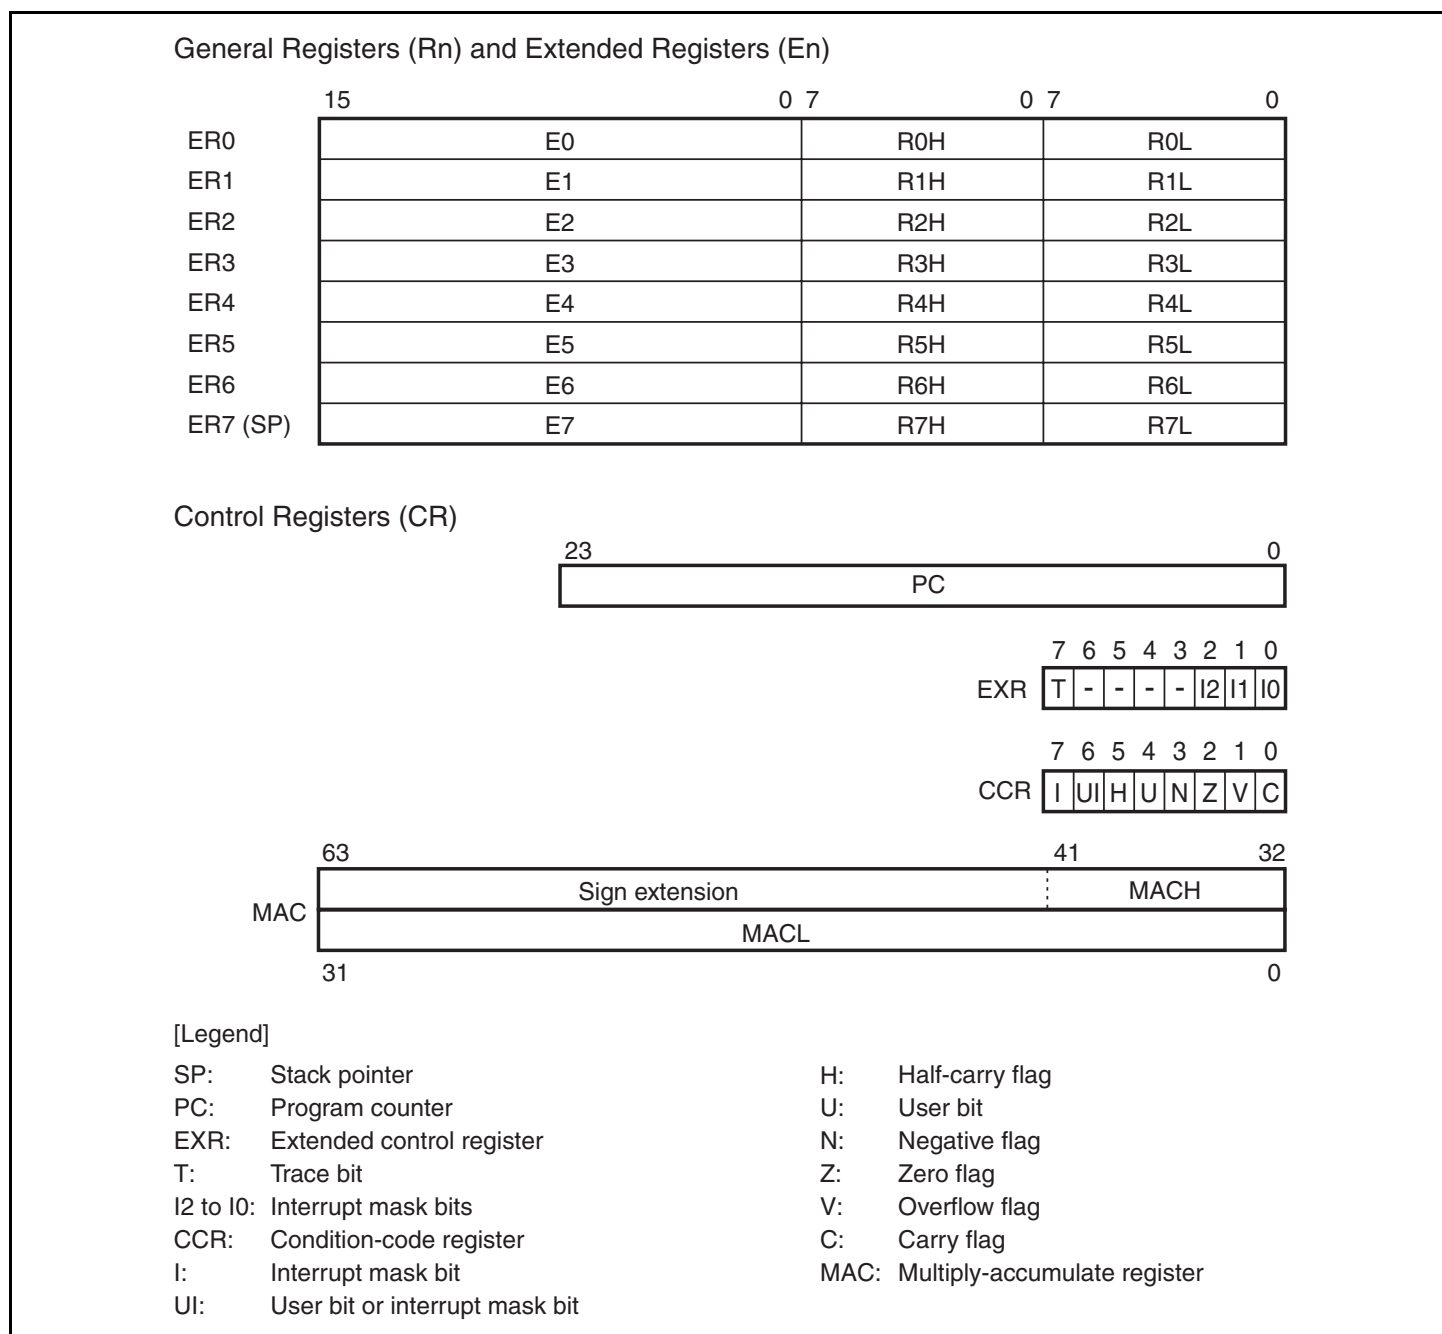 General Registers (Rn) and Extended Registers (En)
15 0 7 0 7 0
ER0 E0 R0H R0L
ER1 E1 R1H R1L
ER2 E2 R2H R2L
ER3 E3 R3H R3L
ER4 E4 R4H R4L
ER5 E5 R5H R5L
ER6 E6 R6H R6L
ER7 (SP) E7 R7H R7L
Control Registers (CR)
23 0
PC
7 6 5 4 3 2 1 0
EXR T - - - - I2 I1 I0
7 6 5 4 3 2 1 0
CCR I UI H U N Z V C
63 41 32
Sign extension MACH
MAC
MACL
31 0
[Legend]
SP: Stack pointer
PC: Program counter
EXR: Extended control register
T: Trace bit
I2 to I0: Interrupt mask bits
CCR: Condition-code register
I: Interrupt mask bit
UI: User bit or interrupt mask bit
H: Half-carry flag
U: User bit
N: Negative flag
Z: Zero flag
V: Overflow flag
C: Carry flag
MAC: Multiply-accumulate register